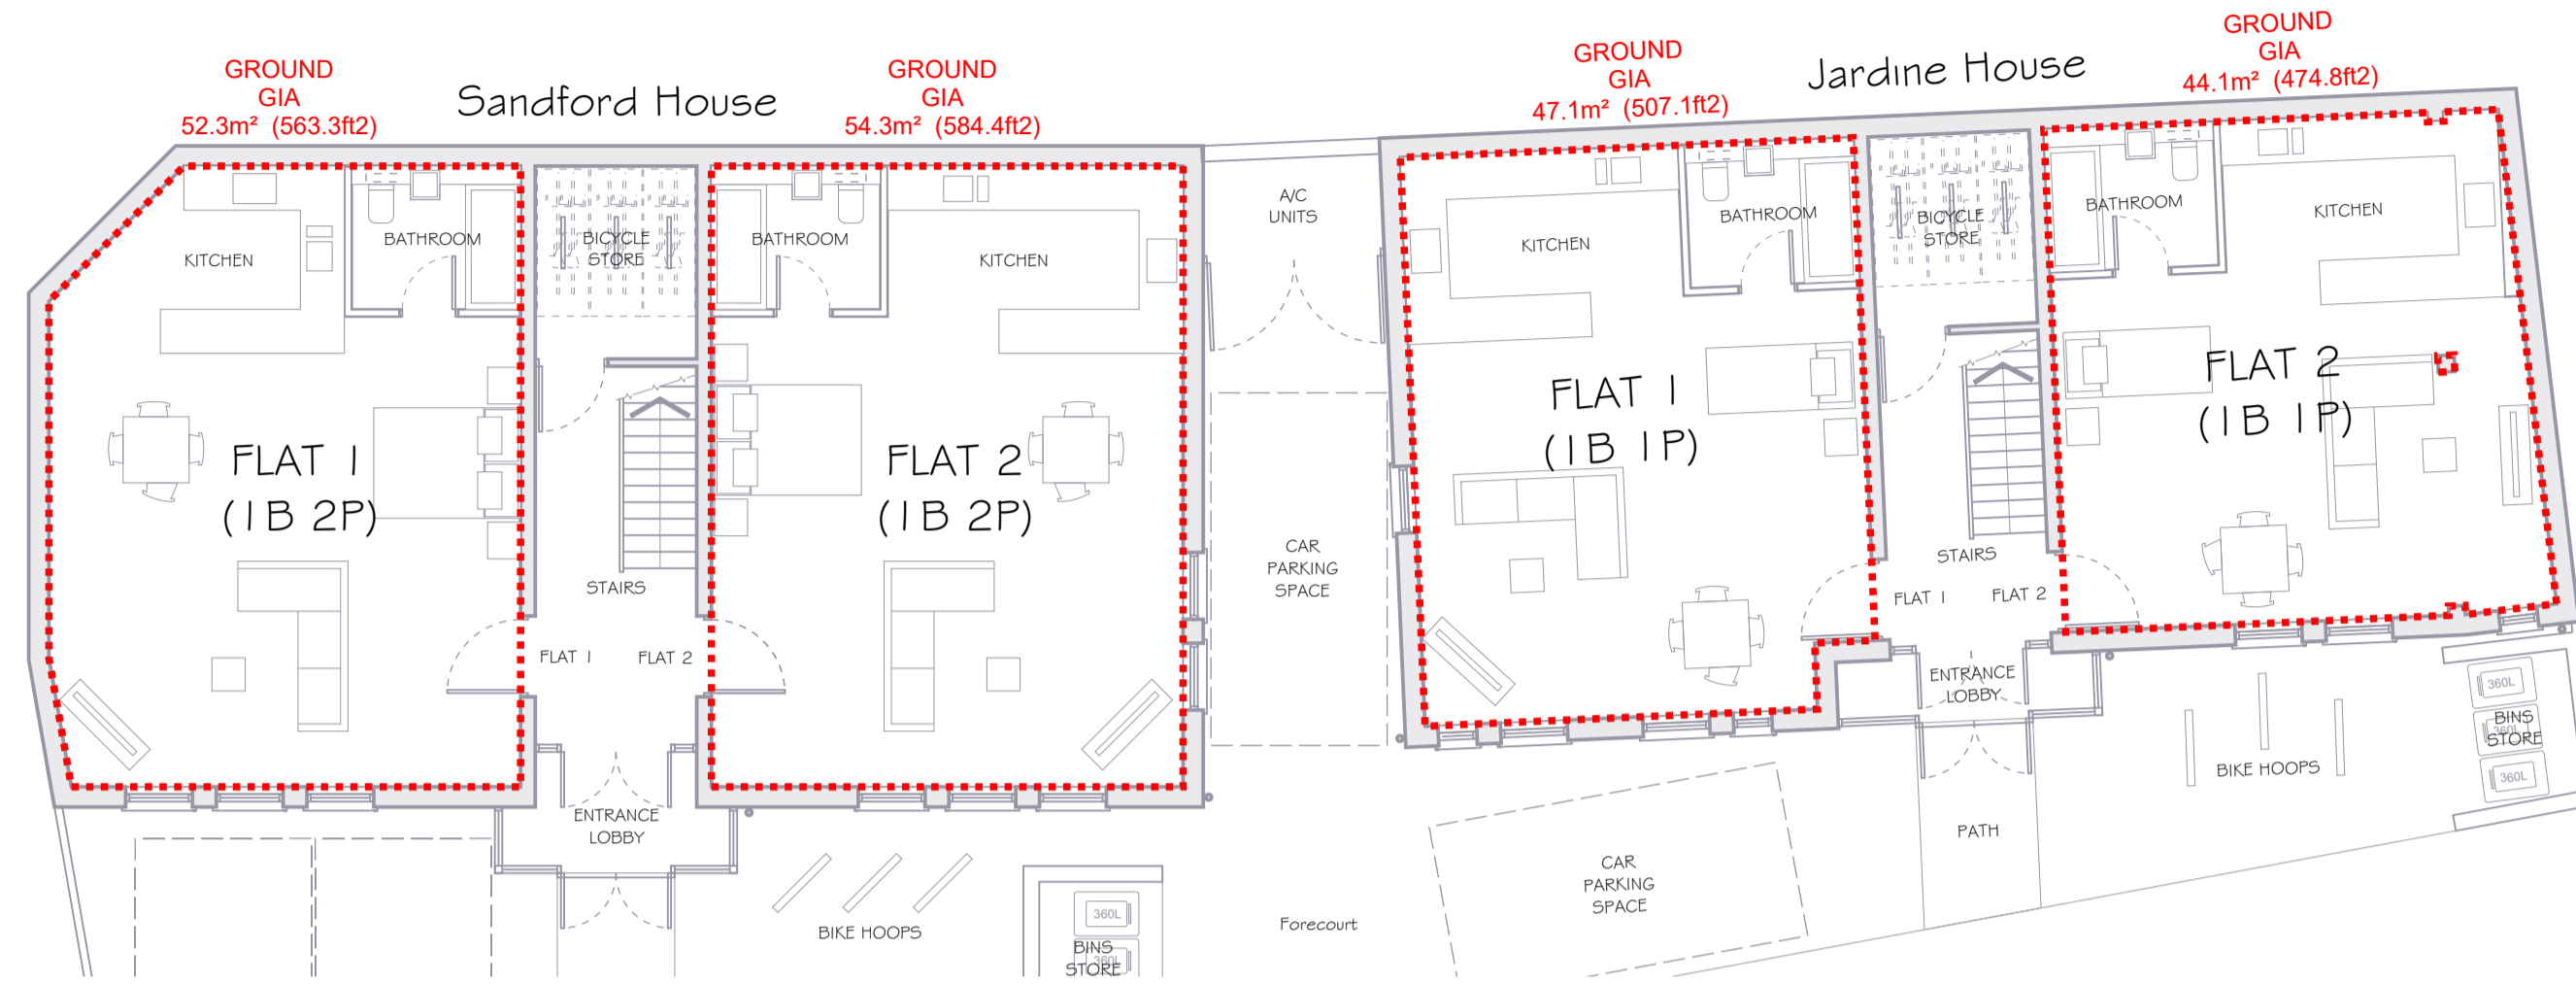 GROUND
GIA
52.3m² (563.3ft2)
Sandford House
GROUND
GIA
54.3m² (584.4ft2)
GROUND
GIA
47.1m² (507.1ft2)
Jardine House
GROUND
GIA
44.1m² (474.8ft2)
KITCHEN
BATHROOM
BICYCLE
STORE
BATHROOM
KITCHEN
A/C
UNITS
KITCHEN
BATHROOM
BICYCLE
STORE
BATHROOM
KITCHEN
FLAT 1
(1B 2P)
FLAT 2
(1B 2P)
FLAT 1
(1B 1P)
FLAT 2
(1B 1P)
STAIRS
FLAT 1
FLAT 2
CAR
PARKING
SPACE
STAIRS
FLAT 1
FLAT 2
ENTRANCE
LOBBY
ENTRANCE
LOBBY
BIKE HOOPS
360L
360L
BINS
STORE
Forecourt
CAR
PARKING
SPACE
PATH
BIKE HOOPS
360L
360L
BINS
STORE
360L